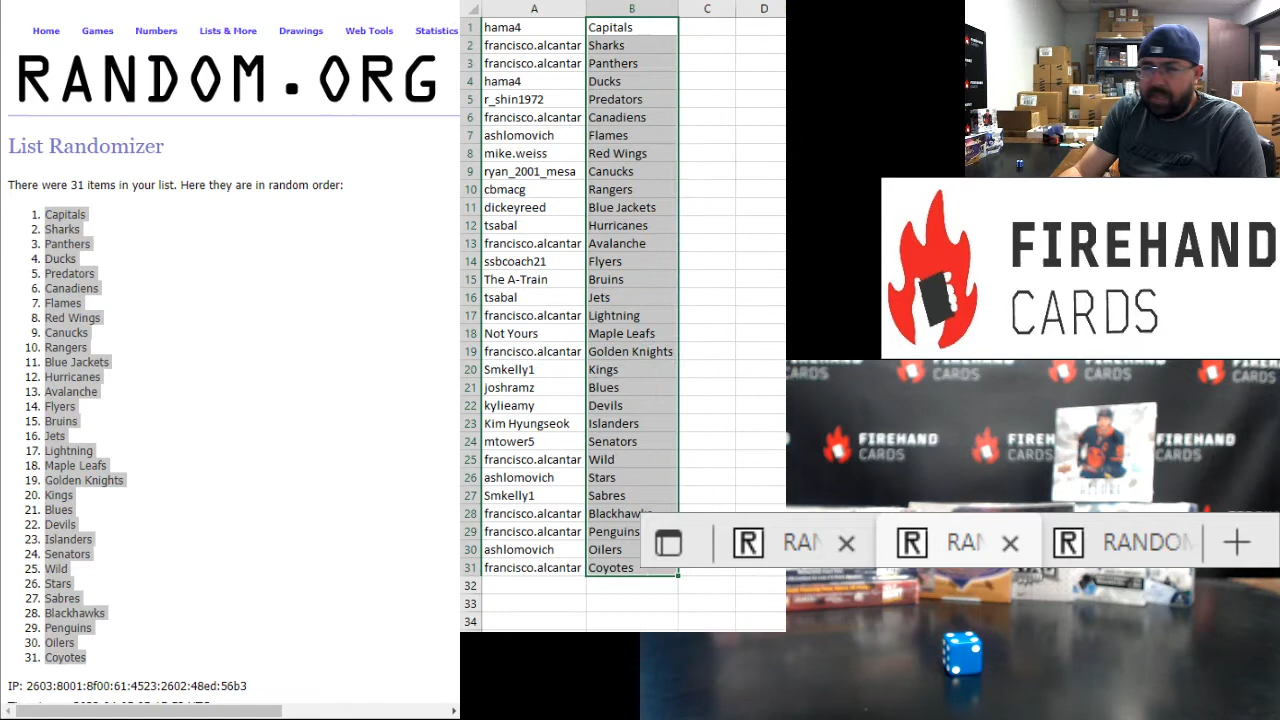 Home Games Numbers Lists & More Drawings Web Tools Statistics
RANDOM.ORG
List Randomizer
There were 31 items in your list. Here they are in random order:
1. Capitals
2. Sharks
3. Panthers
4. Ducks
5. Predators
6. Canadiens
7. Flames
8. Red Wings
9. Canucks
10. Rangers
11. Blue Jackets
12. Hurricanes
13. Avalanche
14. Flyers
15. Bruins
16. Jets
17. Lightning
18. Maple Leafs
19. Golden Knights
20. Kings
21. Blues
22. Devils
23. Islanders
24. Senators
25. Wild
26. Stars
27. Sabres
28. Blackhawks
29. Penguins
30. Oilers
31. Coyotes
IP: 2603:8001:8f00:61:4523:2602:48ed:56b3
A B C D
1 hama4 Capitals
2 francisco.alcantar Sharks
3 francisco.alcantar Panthers
4 hama4 Ducks
5 r_shin1972 Predators
6 francisco.alcantar Canadiens
7 ashlomovich Flames
8 mike.weiss Red Wings
9 ryan_2001_mesa Canucks
10 cbmacg Rangers
11 dickeyreed Blue Jackets
12 tsabal Hurricanes
13 francisco.alcantar Avalanche
14 ssbcoach21 Flyers
15 The A-Train Bruins
16 tsabal Jets
17 francisco.alcantar Lightning
18 Not Yours Maple Leafs
19 francisco.alcantar Golden Knights
20 Smkelly1 Kings
21 joshramz Blues
22 kylieamy Devils
23 Kim Hyungseok Islanders
24 mtower5 Senators
25 francisco.alcantar Wild
26 ashlomovich Stars
27 Smkelly1 Sabres
28 francisco.alcantar Blackhawks
29 francisco.alcantar Penguins
30 ashlomovich Oilers
31 francisco.alcantar Coyotes
32
33
34
FIREHAND
CARDS
CARDS
CARDS
CARDS
FIREHAND
CARDS
FIREHAND
CARDS
FIREHAND
CARDS
R RAN
R RAN
R RANDOM